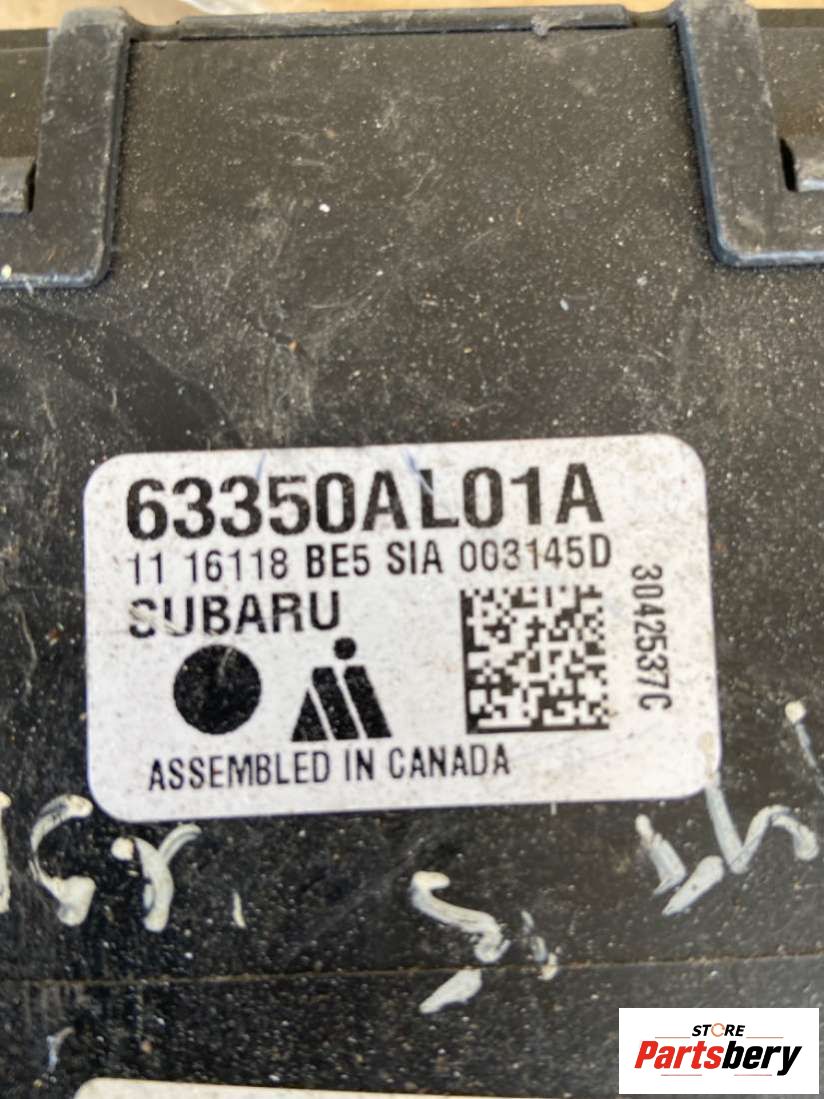 63350AL01A
11 16118 BE5 SIA 003145D
SUBARU
3042537C
ASSEMBLED IN CANADA
STORE
Partsbery